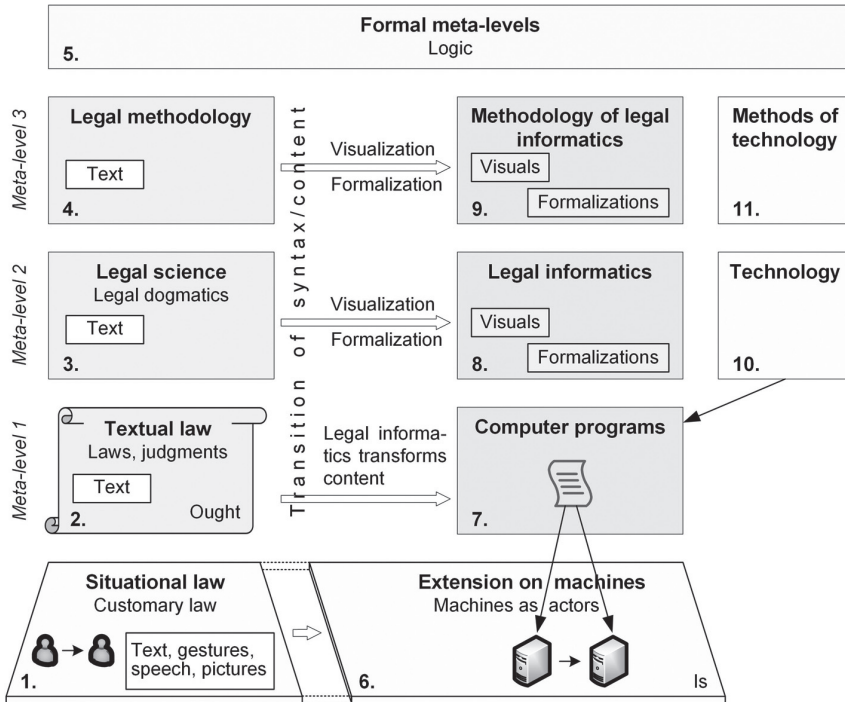 Formal meta-levels
Logic
5.
Meta-level 3
Legal methodology
Text
4.
Transition of syntax/content
Visualization
Formalization
Methodology of legal
informatics
Visuals
Formalizations
9.
Methods of
technology
11.
Meta-level 2
Legal science
Legal dogmatics
Text
3.
Visualization
Formalization
Legal informatics
Visuals
Formalizations
8.
Technology
10.
Meta-level 1
Textual law
Laws, judgments
Text
Ought
2.
Legal informa-
tics transforms
content
Computer programs
7.
Situational law
Customary law
Text, gestures,
speech, pictures
1.
Extension on machines
Machines as actors
6.
Is